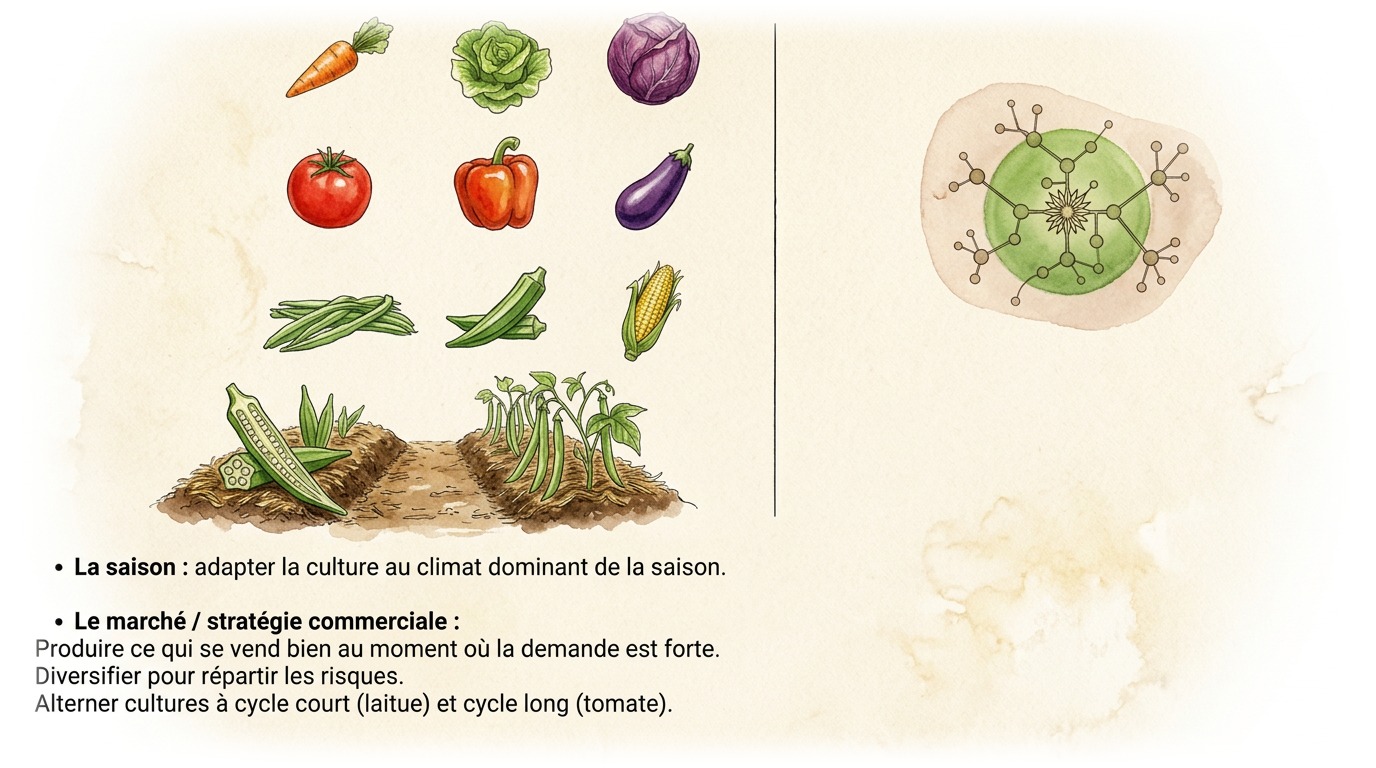 • La saison : adapter la culture au climat dominant de la saison.
• Le marché / stratégie commerciale :
Produire ce qui se vend bien au moment où la demande est forte.
Diversifier pour répartir les risques.
Alterner cultures à cycle court (laitue) et cycle long (tomate).